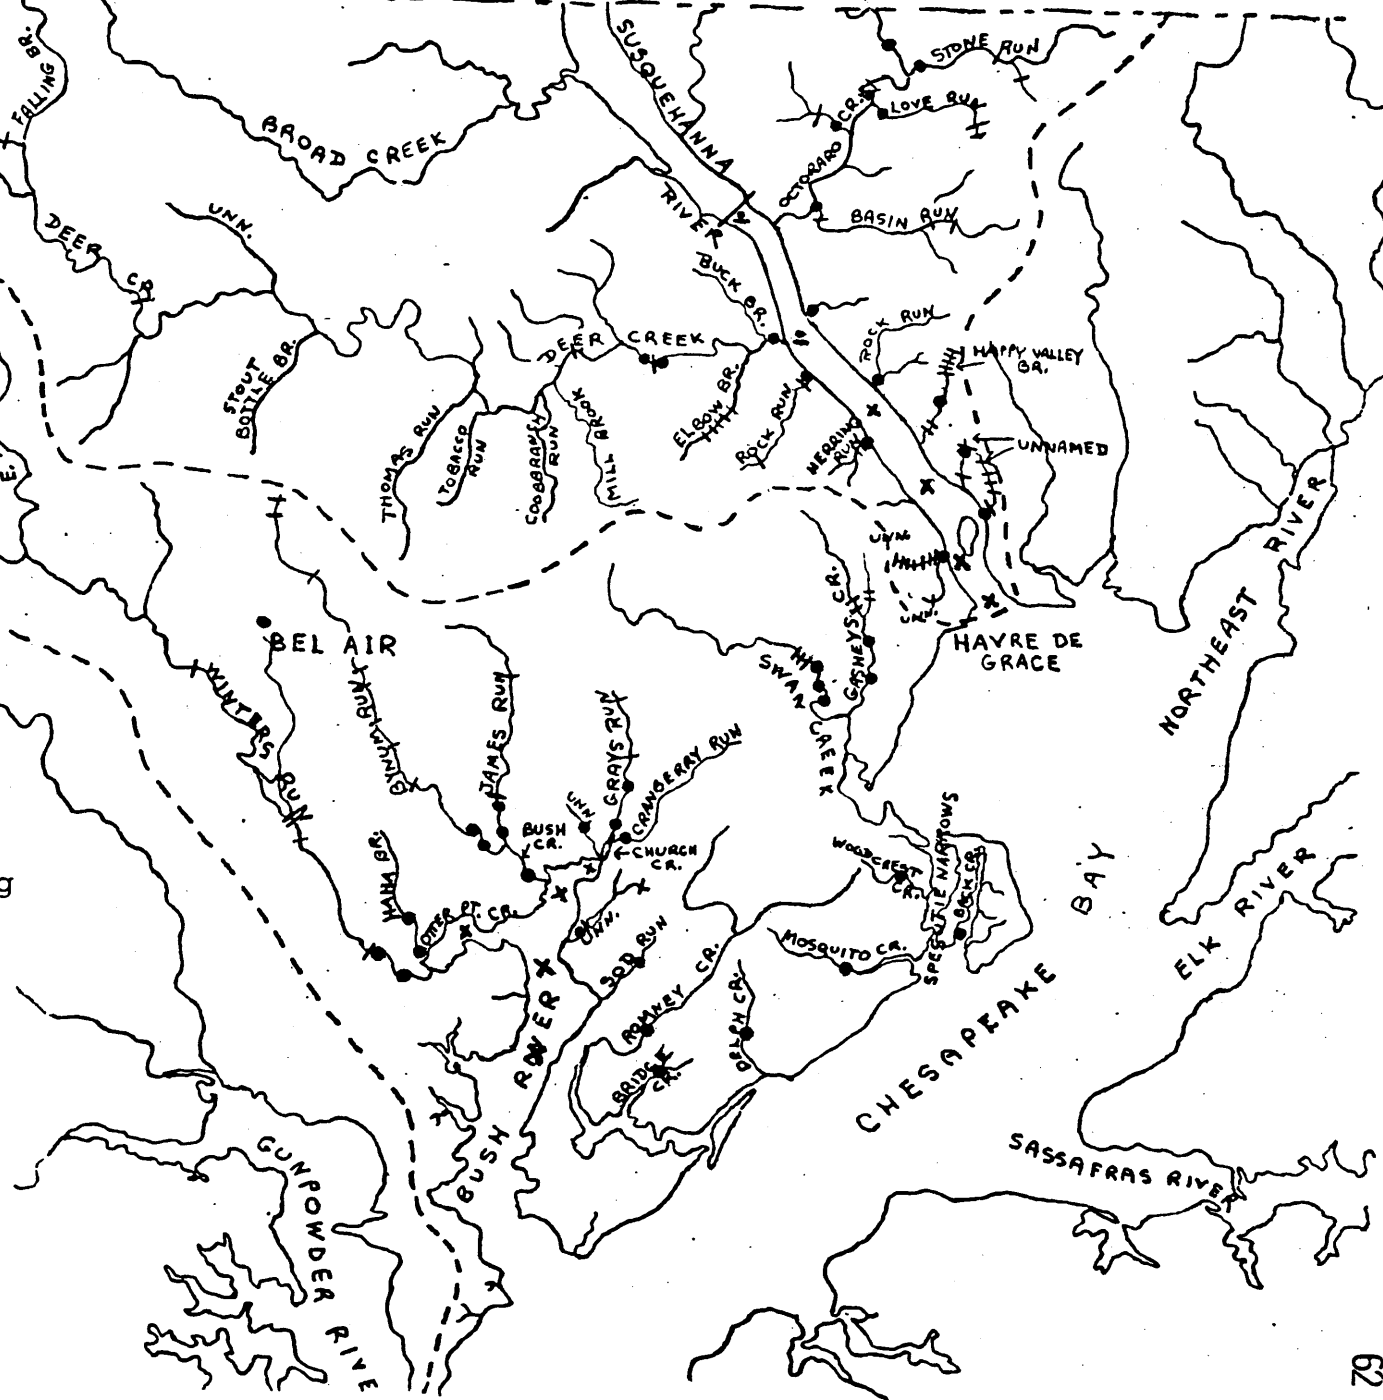 FALLING BR.
SUSQUEHANNA
RIVER
STONE RUN
LOVE RUN
OCTORARO CR.
BROAD CREEK
BASIN RUN
UNN.
DEER CR.
BUCK BR.
ROCK RUN
DEER CREEK
HAPPY VALLEY
BR.
STOUT
BOTTLE BR.
ELBOW BR.
ROCK RUN
HERRING
RUN
UNNAMED
THOMAS RUN
TOBACCO
RUN
COOBBRANCH
RUN
MILL BROOK
E.
UNN.
UNN.
NORTHEAST RIVER
BEL AIR
HAVRE DE
GRACE
GASHEYS CR.
SWAN CREEK
WINTERS RUN
BYNUM RUN
JAMES RUN
GRAYS RUN
CRANBERRY RUN
UNN.
BUSH
CR.
CHURCH
CR.
HAHA BR.
OTTER PT. CR.
UNN.
WOODCREST
CR.
SPESUTIE NARROWS
BACK CR.
MOSQUITO CR.
SOD RUN
ROMNEY CR.
DELPH CR.
BRIDGE
CR.
BUSH RIVER
CHESAPEAKE BAY
ELK RIVER
SASSAFRAS RIVER
GUNPOWDER RIVE
g
62